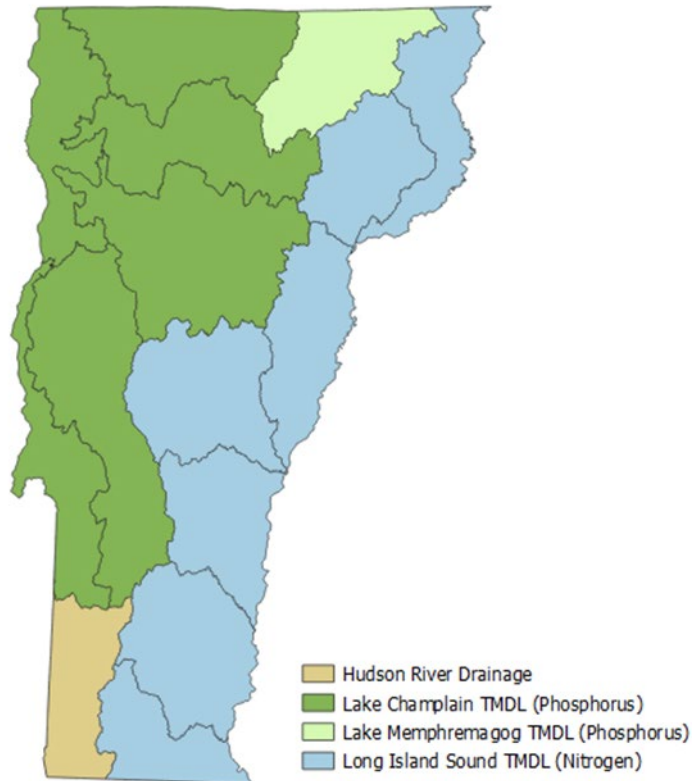 Hudson River Drainage
Lake Champlain TMDL (Phosphorus)
Lake Memphremagog TMDL (Phosphorus)
Long Island Sound TMDL (Nitrogen)